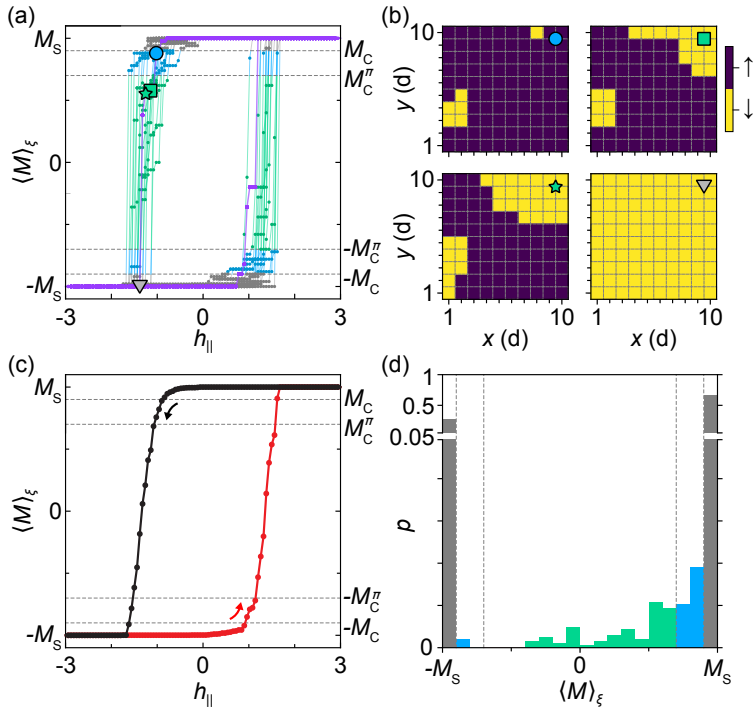 (a)
M_S
0
-M_S
⟨M⟩_ξ
M_C
M_C^π
-M_C^π
-M_C
-3
0
3
h_||
(b)
10
1
y (d)
↑
↓
10
1
y (d)
1
10
x (d)
1
10
x (d)
(c)
M_S
0
-M_S
⟨M⟩_ξ
M_C
M_C^π
-M_C^π
-M_C
-3
0
3
h_||
(d)
1
0.5
0.05
0
p
-M_S
0
M_S
⟨M⟩_ξ